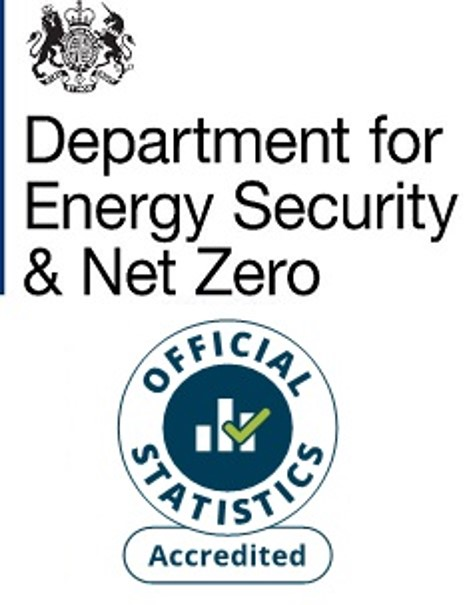 Department for
Energy Security
& Net Zero
OFFICIAL
STATISTICS
Accredited